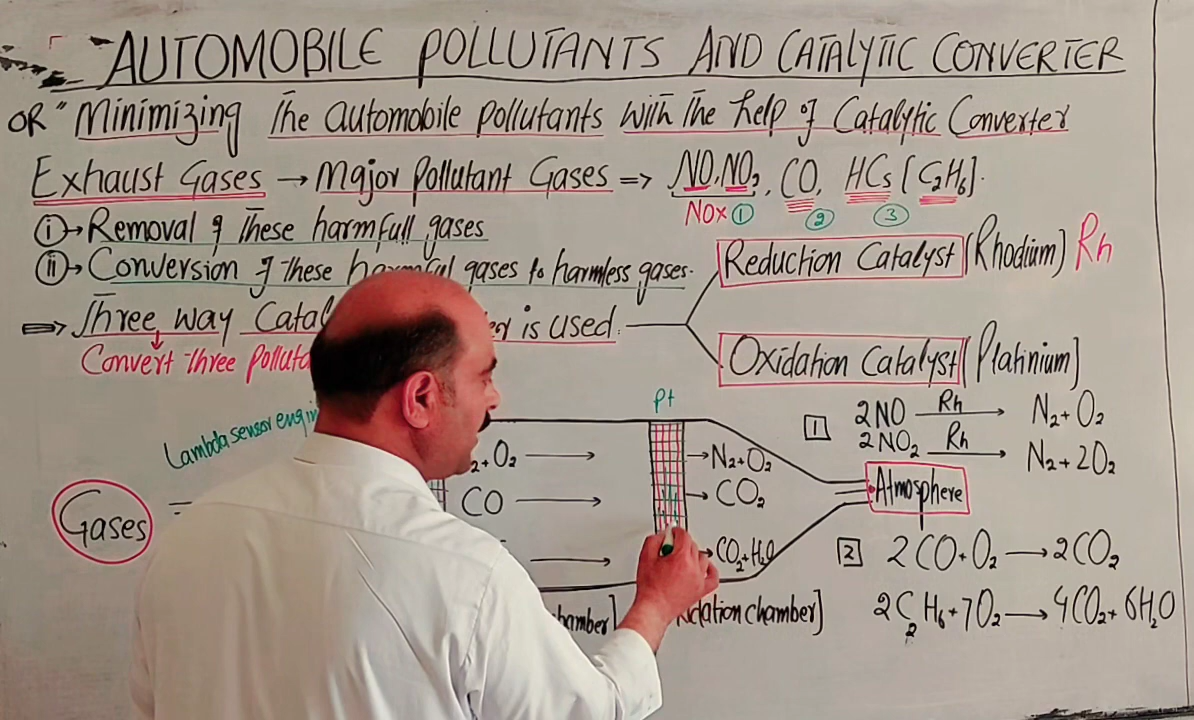 AUTOMOBILE POLLUTANTS AND CATALYTIC CONVERTER
OR "Minimizing The automobile pollutants with The help of Catalytic Converter
Exhaust Gases → Major Pollutant Gases => NO, NO₂, CO, HCs [C₂H₆].
NOx ① ② ③
ⓘ→ Removal of These harmfull gases
ⓘⓘ→ Conversion of these harmful gases to harmless gases.
Reduction Catalyst (Rhodium) Rh
=> Three way is used.
Convert three
Oxidation Catalyst (Platinium)
Lambda sensor
Pt
1 2NO Rh→ N₂+O₂
2NO₂ Rh→ N₂+2O₂
₂+O₂ → → N₂+O₂
Gases
CO → → CO₂
Atmosphere
→ → CO₂+H₂O
2 2CO+O₂ → 2CO₂
2C₂H₆+7O₂ → 4CO₂+6H₂O
hamber] idation chamber]